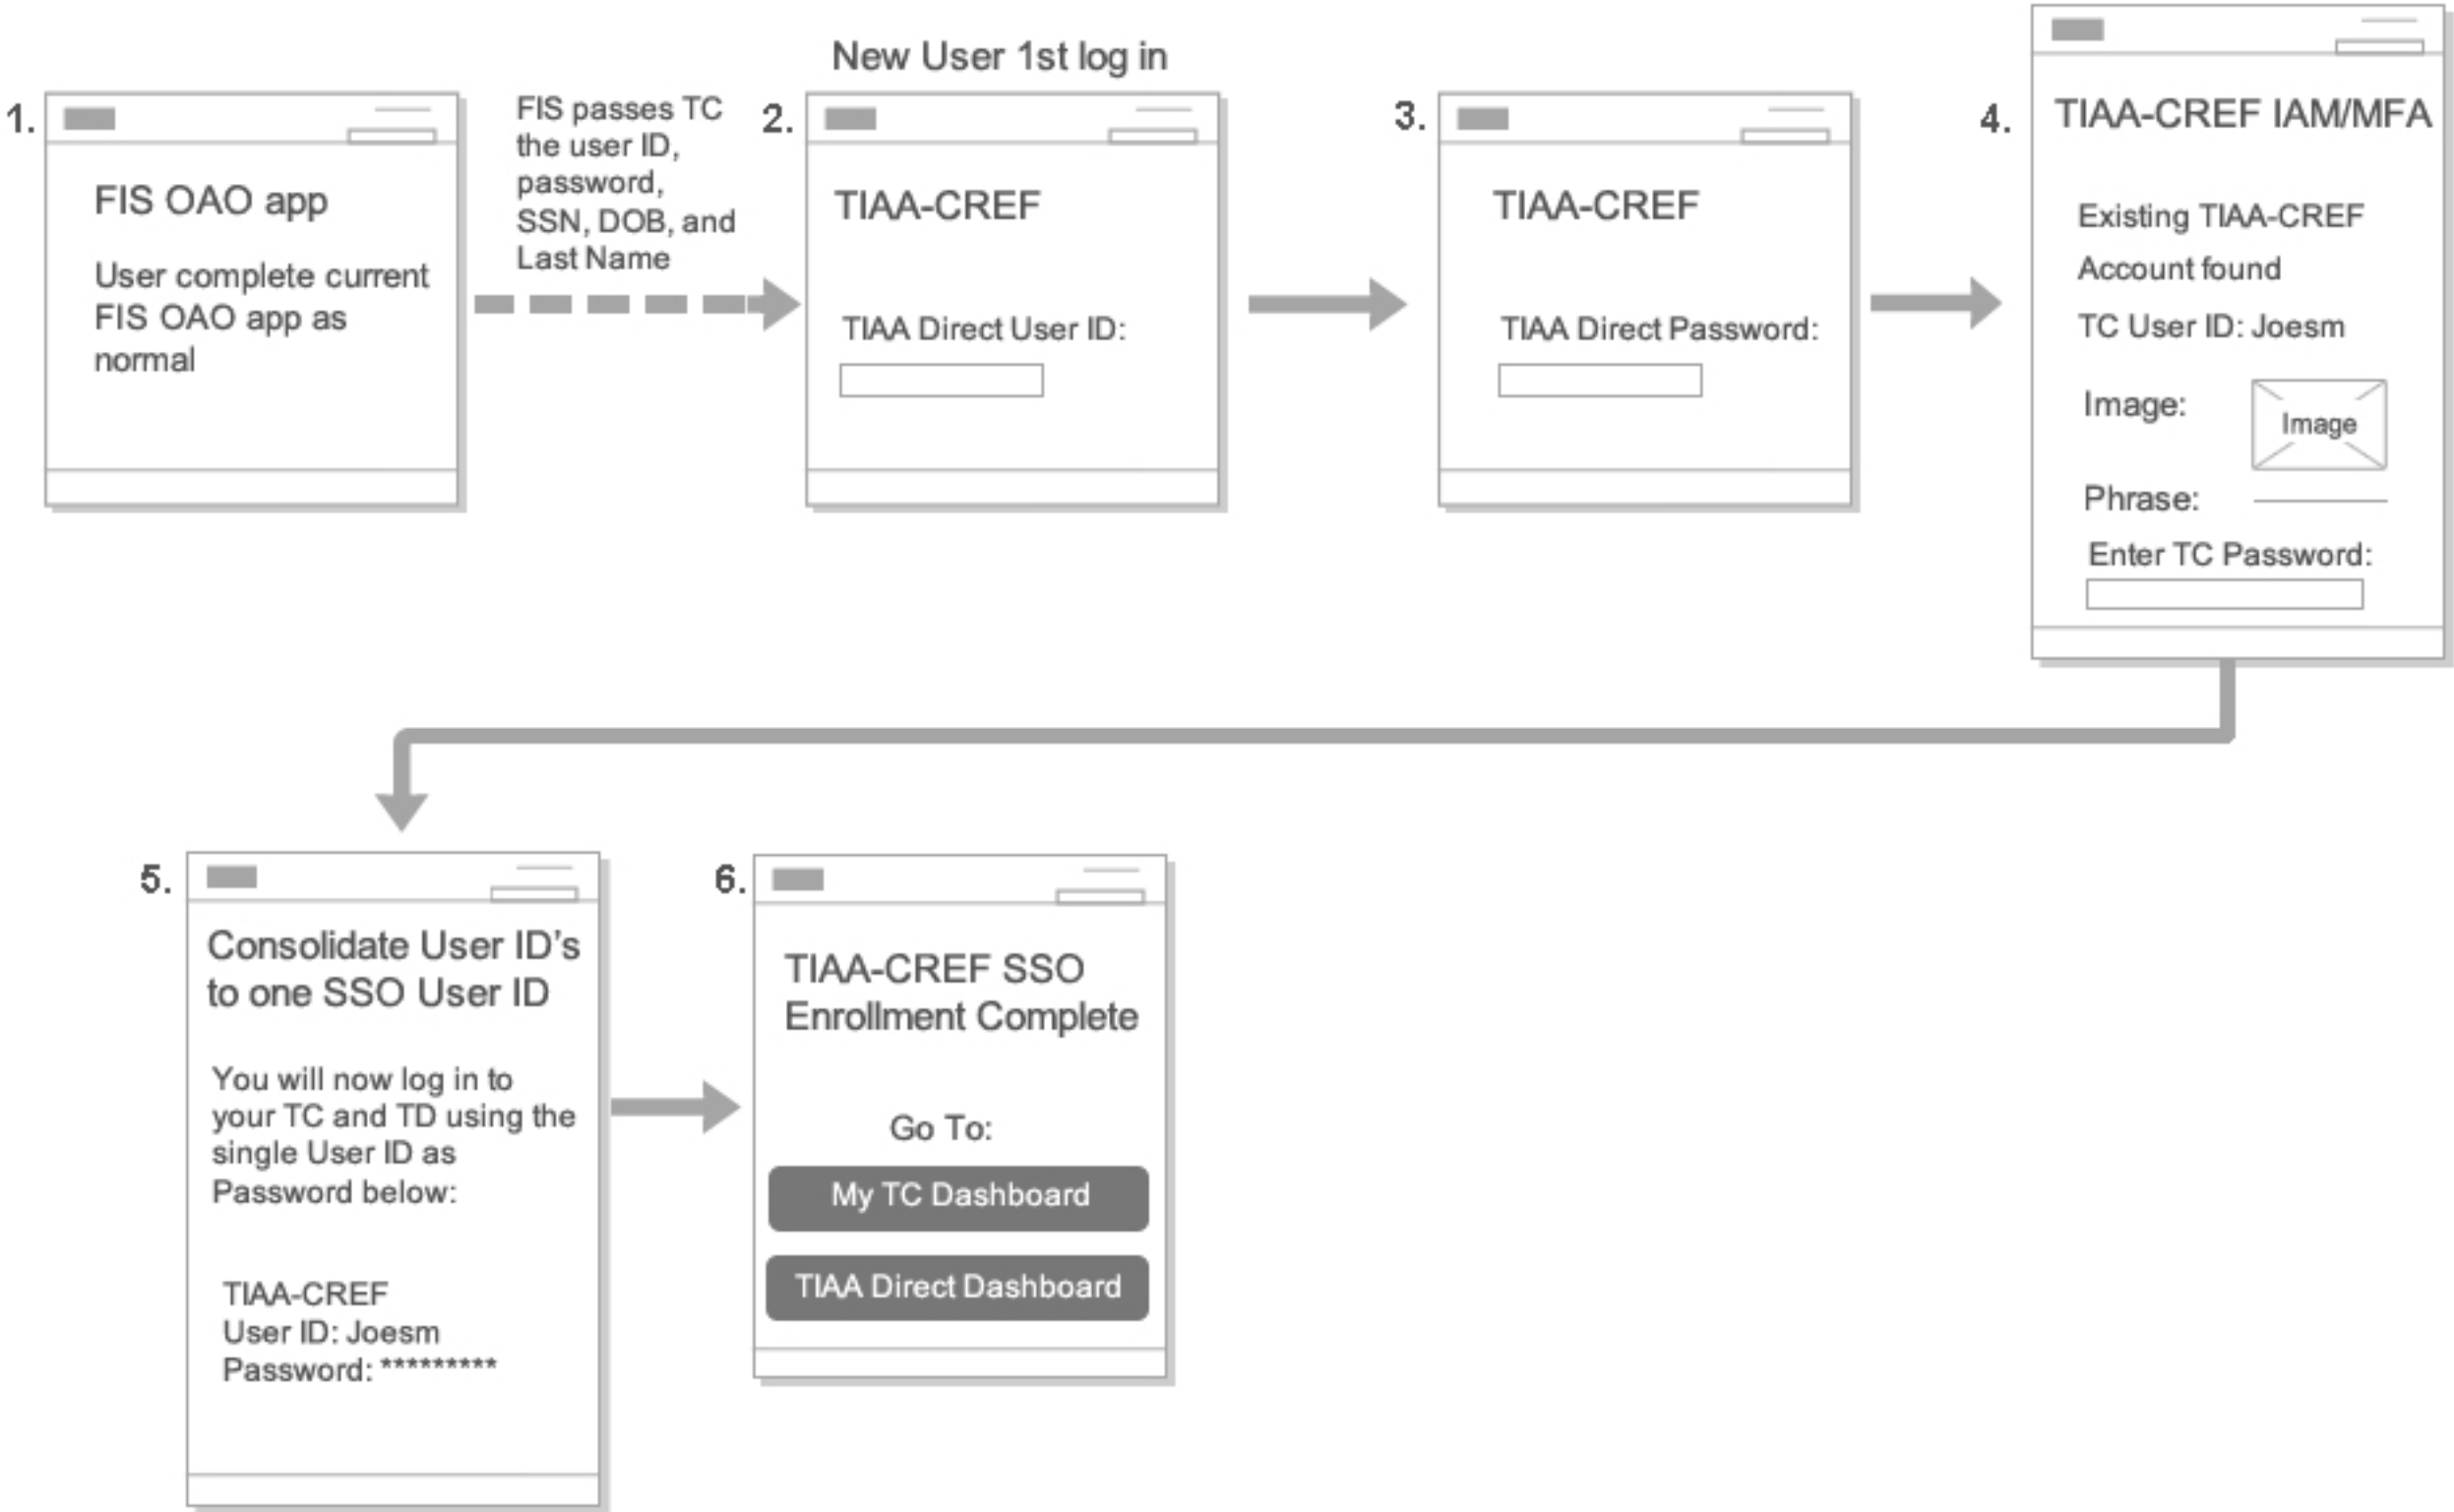 1.
FIS OAO app
User complete current
FIS OAO app as
normal
FIS passes TC
the user ID,
password,
SSN, DOB, and
Last Name
New User 1st log in
2.
TIAA-CREF
TIAA Direct User ID:
3.
TIAA-CREF
TIAA Direct Password:
4.
TIAA-CREF IAM/MFA
Existing TIAA-CREF
Account found
TC User ID: Joesm
Image:
Image
Phrase:
Enter TC Password:
5.
Consolidate User ID’s
to one SSO User ID
You will now log in to
your TC and TD using the
single User ID as
Password below:
TIAA-CREF
User ID: Joesm
Password: *********
6.
TIAA-CREF SSO
Enrollment Complete
Go To:
My TC Dashboard
TIAA Direct Dashboard